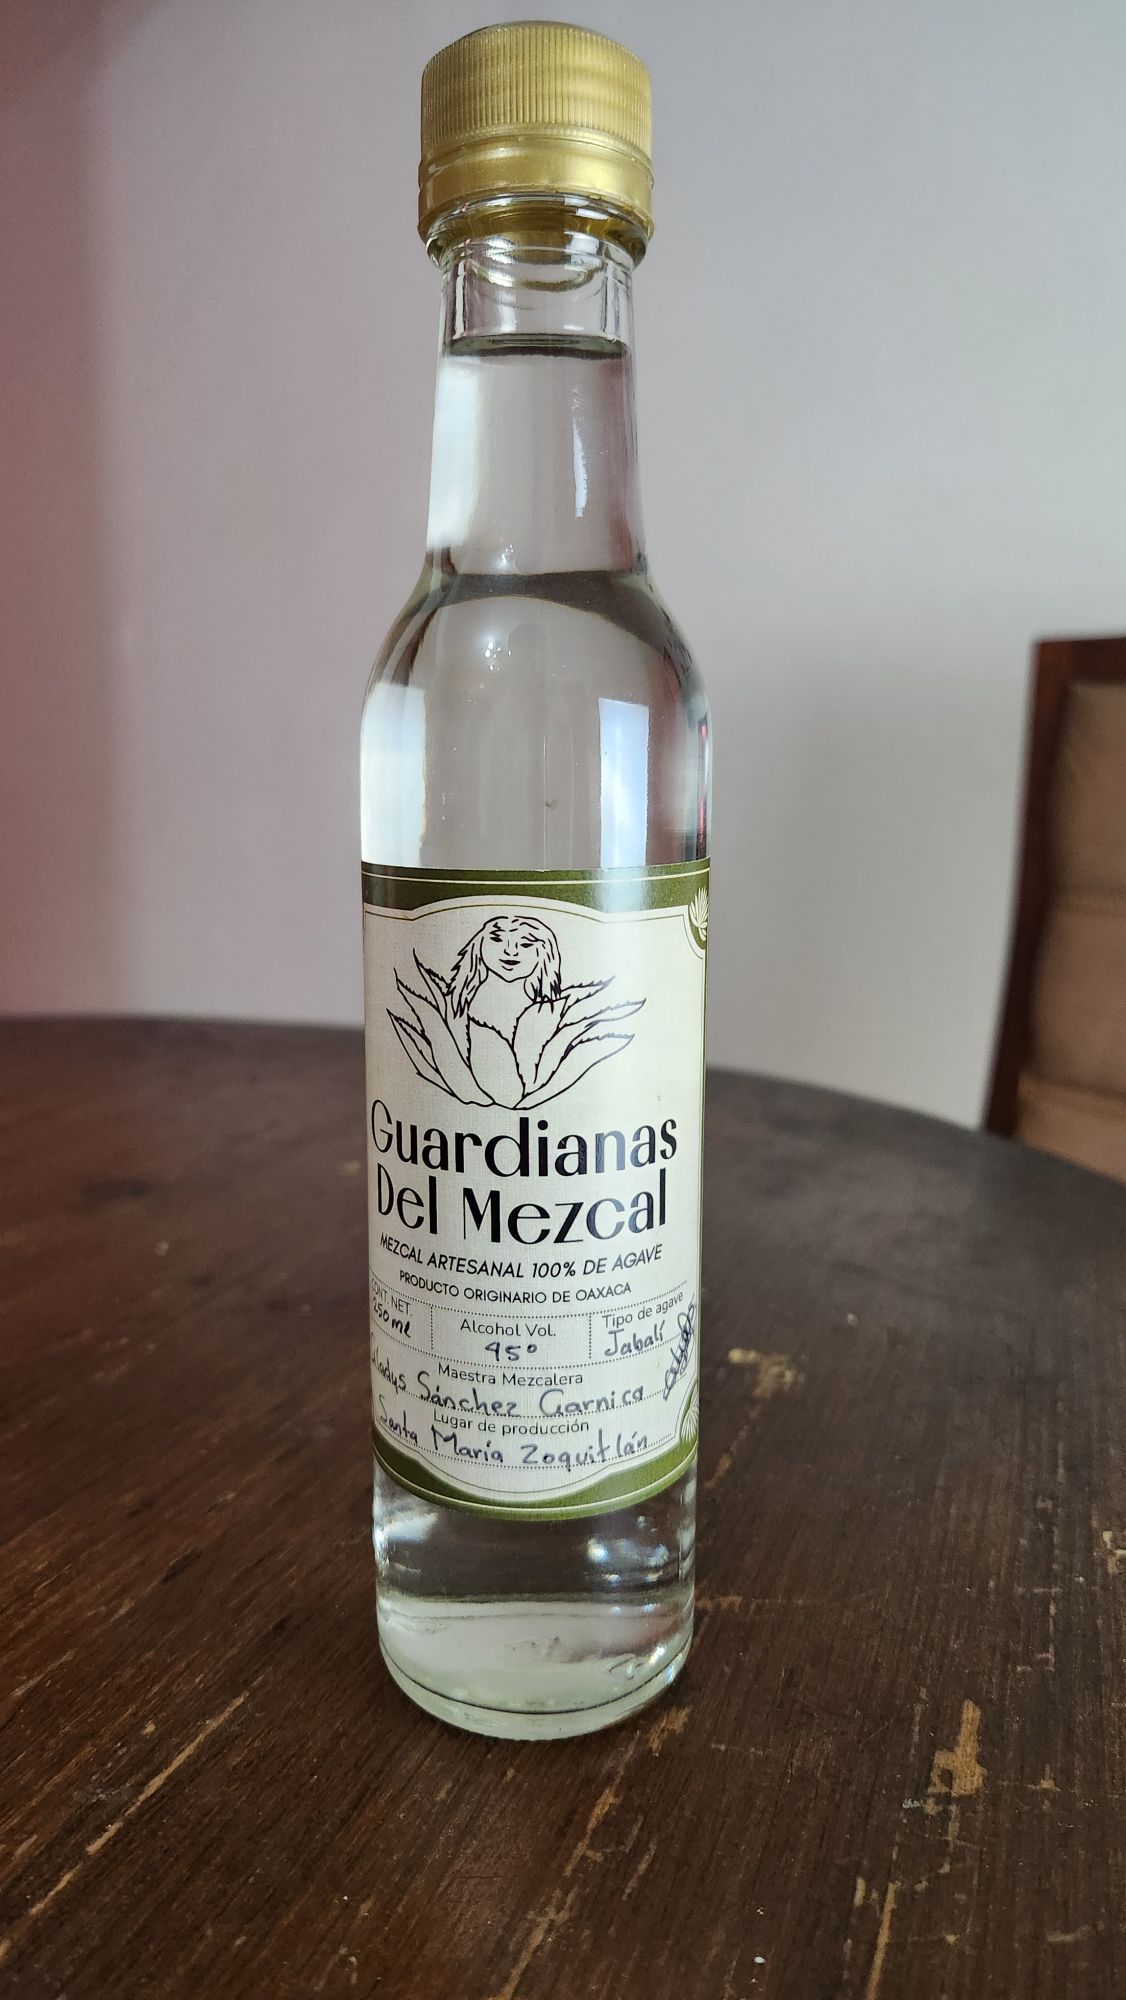 Guardianas
Del Mezcal
MEZCAL ARTESANAL 100% DE AGAVE
PRODUCTO ORIGINARIO DE OAXACA
CONT. NET.
250 ml
Alcohol Vol.
45°
Tipo de agave
Jabalí
Maestra Mezcalera
Gladys Sánchez Garnica
Lugar de producción
Santa María Zoquitlán